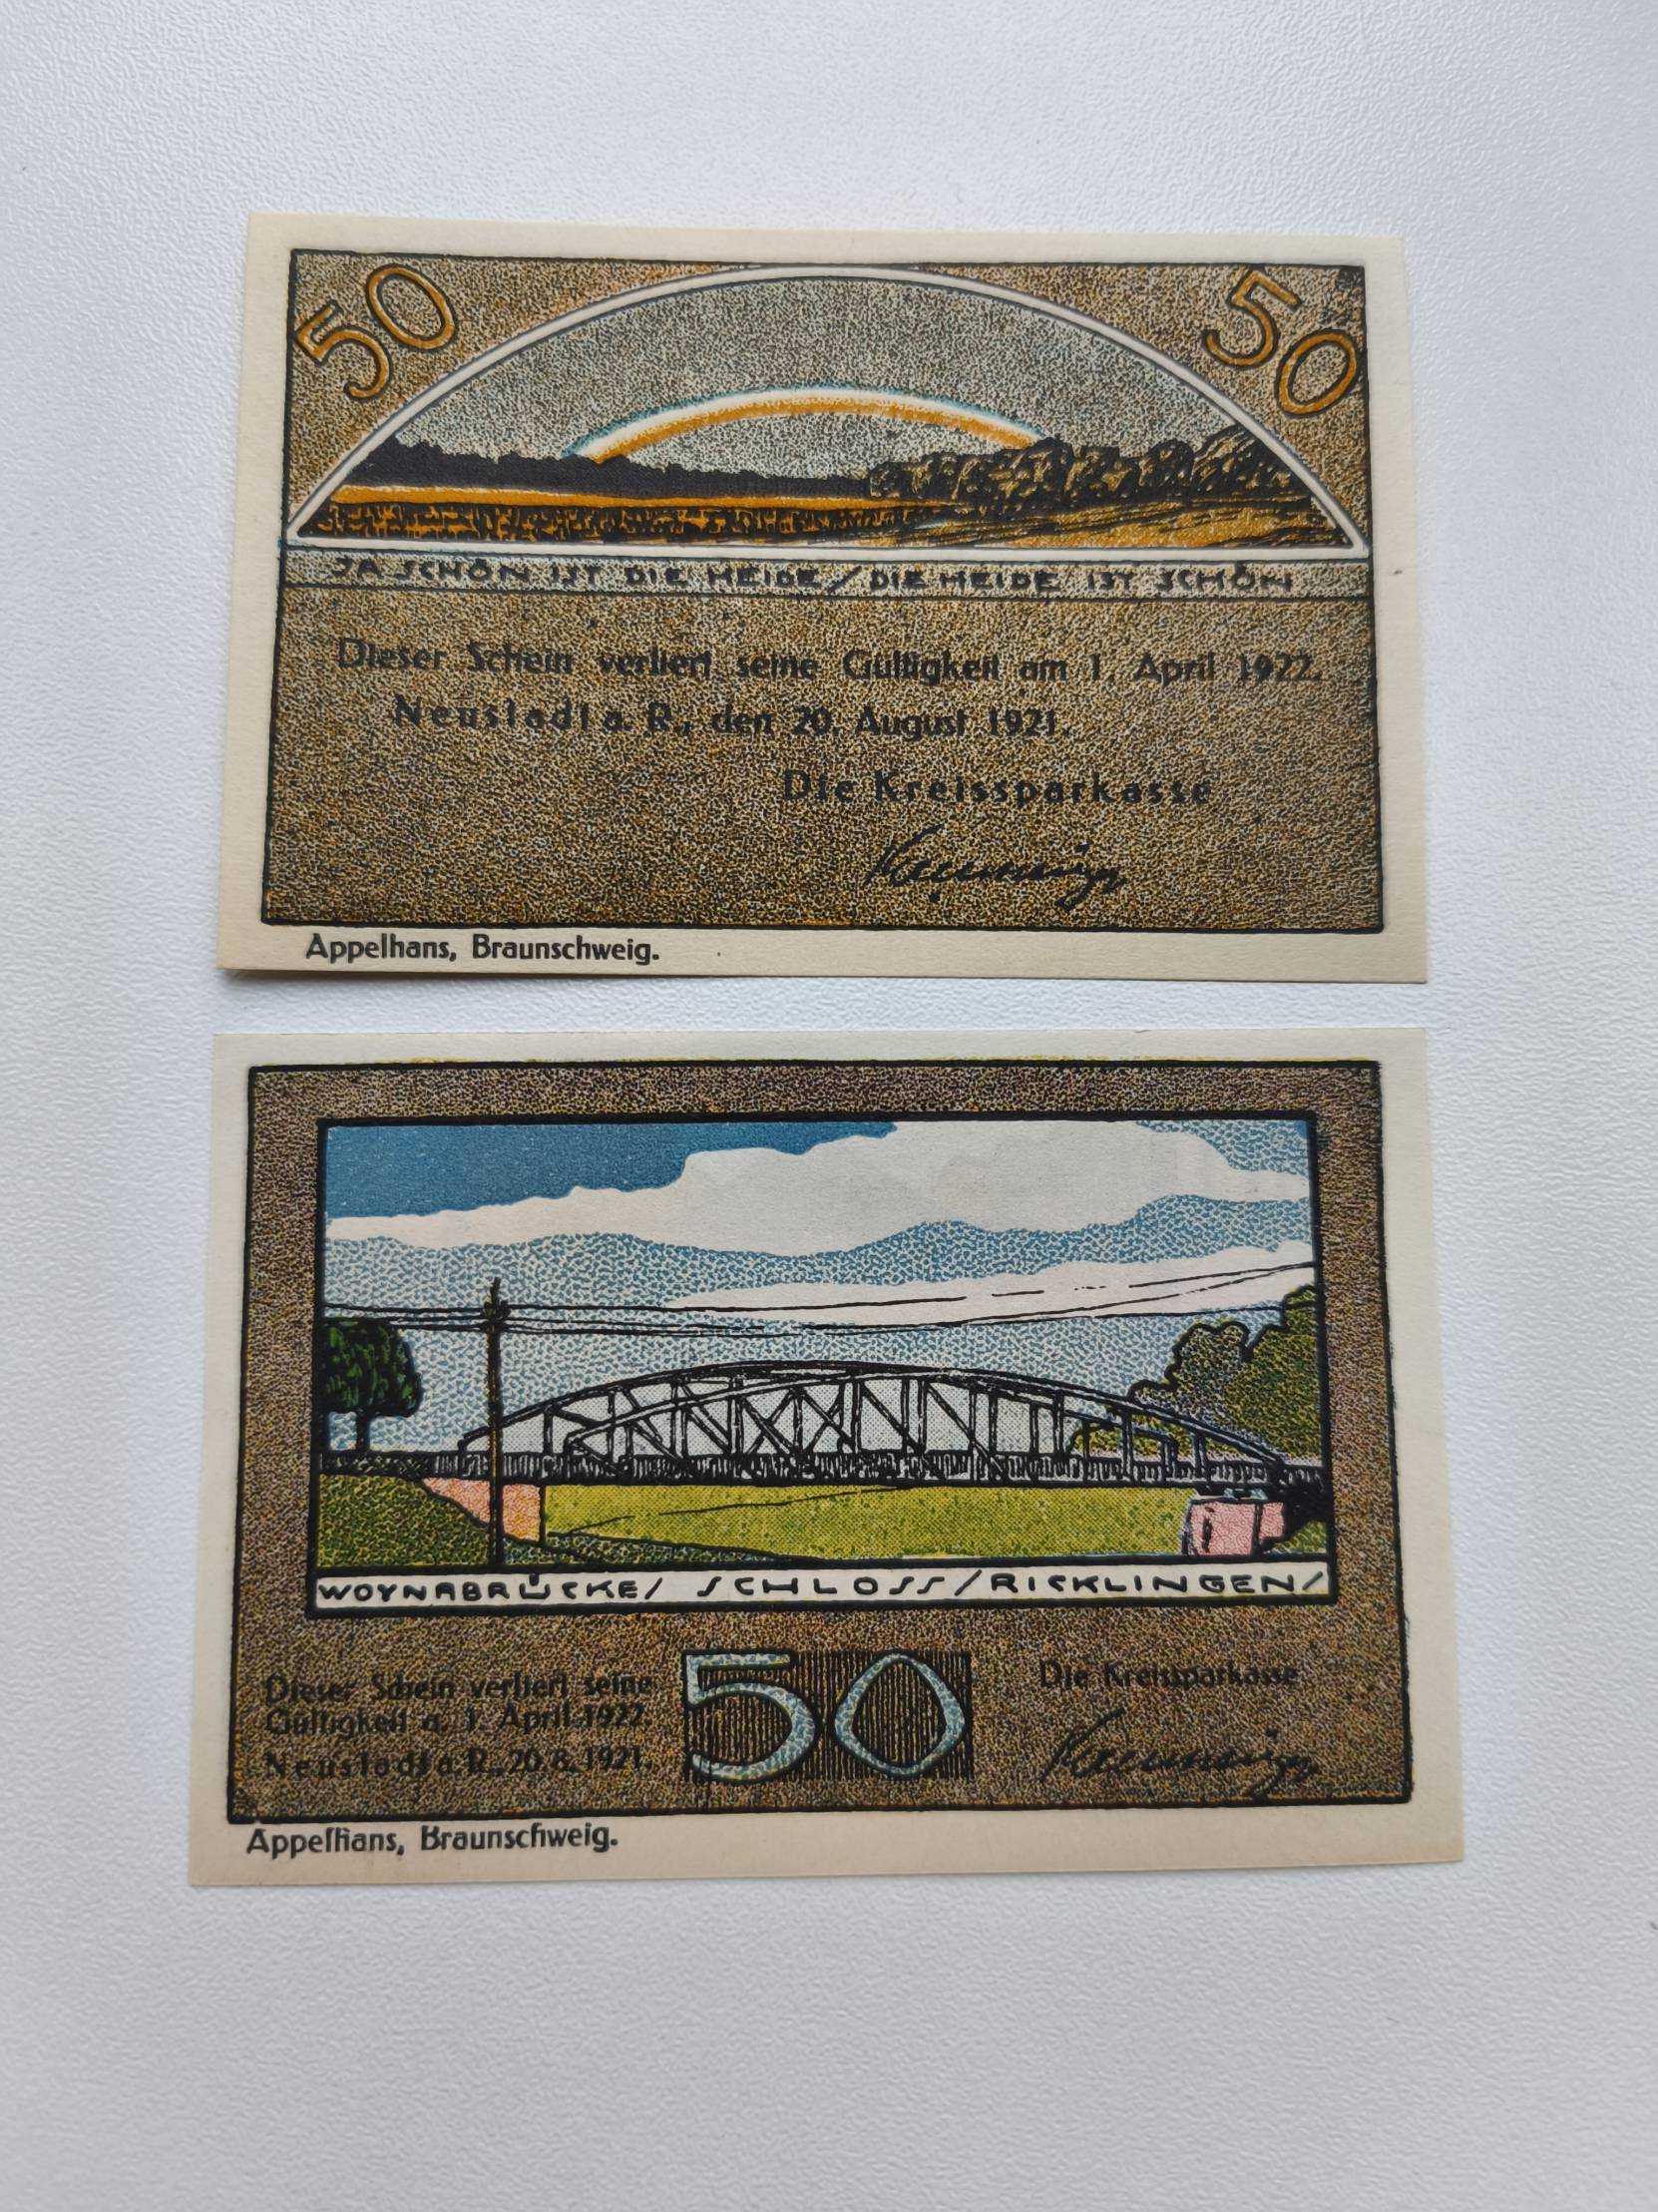 50
50
JA SCHÖN IST DIE HEIDE / DIE HEIDE IST SCHÖN
Dieser Schein verliert seine Gültigkeit am 1. April 1922.
Neustadt a. R., den 20. August 1921.
Die Kreissparkasse
Appelhans, Braunschweig.
WOYNABRÜCKE / SCHLOSS / RICKLINGEN /
Dieser Schein verliert seine
Gültigkeit a. 1. April 1922.
Neustadt a. R., 20. 8. 1921.
50
Die Kreissparkasse
Appelhans, Braunschweig.